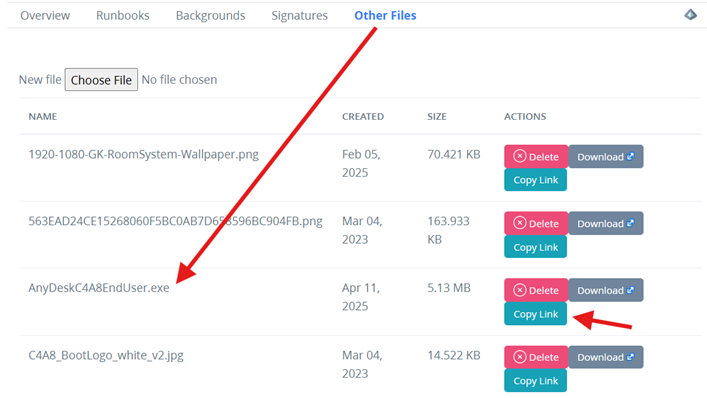 Overview Runbooks Backgrounds Signatures Other Files
New file Choose File No file chosen
NAME CREATED SIZE ACTIONS
1920-1080-GK-RoomSystem-Wallpaper.png Feb 05, 2025 70.421 KB Delete Download
Copy Link
563EAD24CE15268060F5BC0AB7D653596BC904FB.png Mar 04, 2023 163.933 KB Delete Download
Copy Link
AnyDeskC4A8EndUser.exe Apr 11, 2025 5.13 MB Delete Download
Copy Link
C4A8_BootLogo_white_v2.jpg Mar 04, 2023 14.522 KB Delete Download
Copy Link